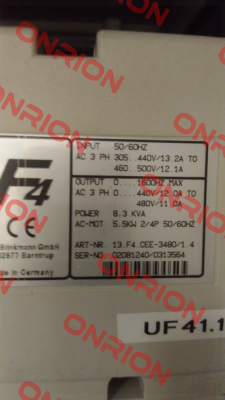 ONRION
INPUT 50/60HZ
AC 3 PH 305..440V/13.2A TO
460..500V/12.1A
OUTPUT 0....1600HZ MAX
AC 3 PH 0...440V/12.0A TO
480V/11.0A
POWER 8.3 KVA
AC-MOT 5.5KW 2/4P 50/60HZ
ART-NR 13.F4.CEE-3480/1.4
SER-NO 02081240/0313564
F4
CE
Brinkmann GmbH
32677 Barntrup
Made in Germany
UF 41.1